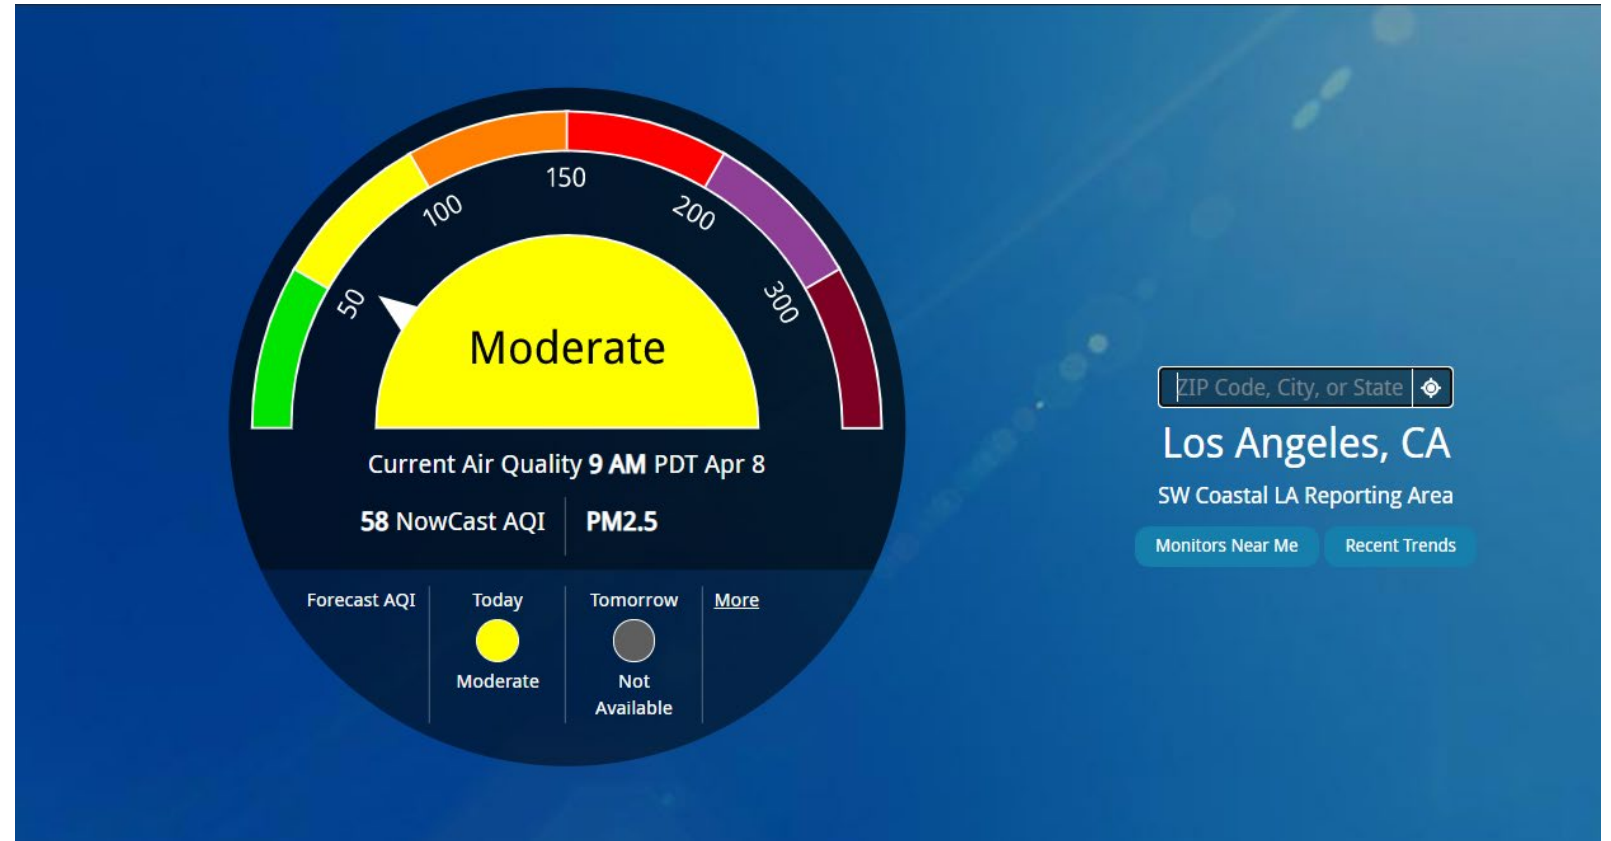 50
100
150
200
300
Moderate
Current Air Quality 9 AM PDT Apr 8
58 NowCast AQI
PM2.5
Forecast AQI
Today
Moderate
Tomorrow
Not
Available
More
ZIP Code, City, or State
Los Angeles, CA
SW Coastal LA Reporting Area
Monitors Near Me
Recent Trends